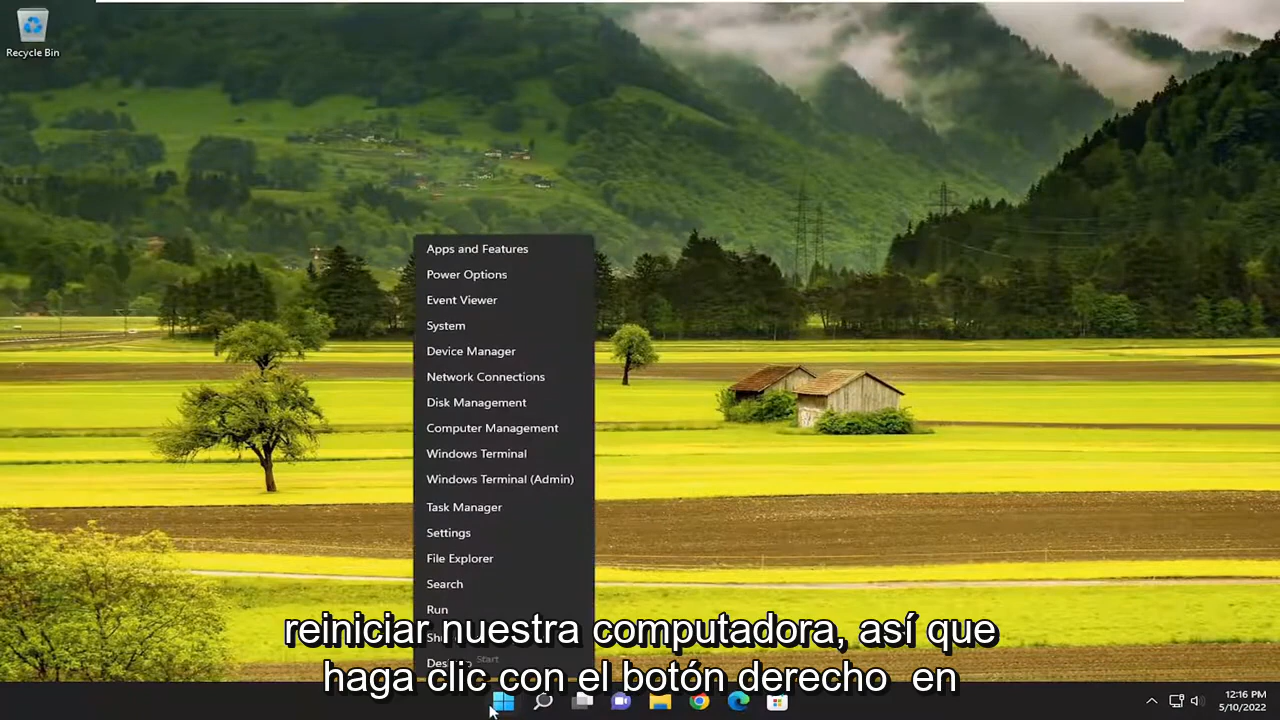 Recycle Bin
Apps and Features
Power Options
Event Viewer
System
Device Manager
Network Connections
Disk Management
Computer Management
Windows Terminal
Windows Terminal (Admin)
Task Manager
Settings
File Explorer
Search
Run
Start
reiniciar nuestra computadora, así que
haga clic con el botón derecho en
12:16 PM
5/10/2022